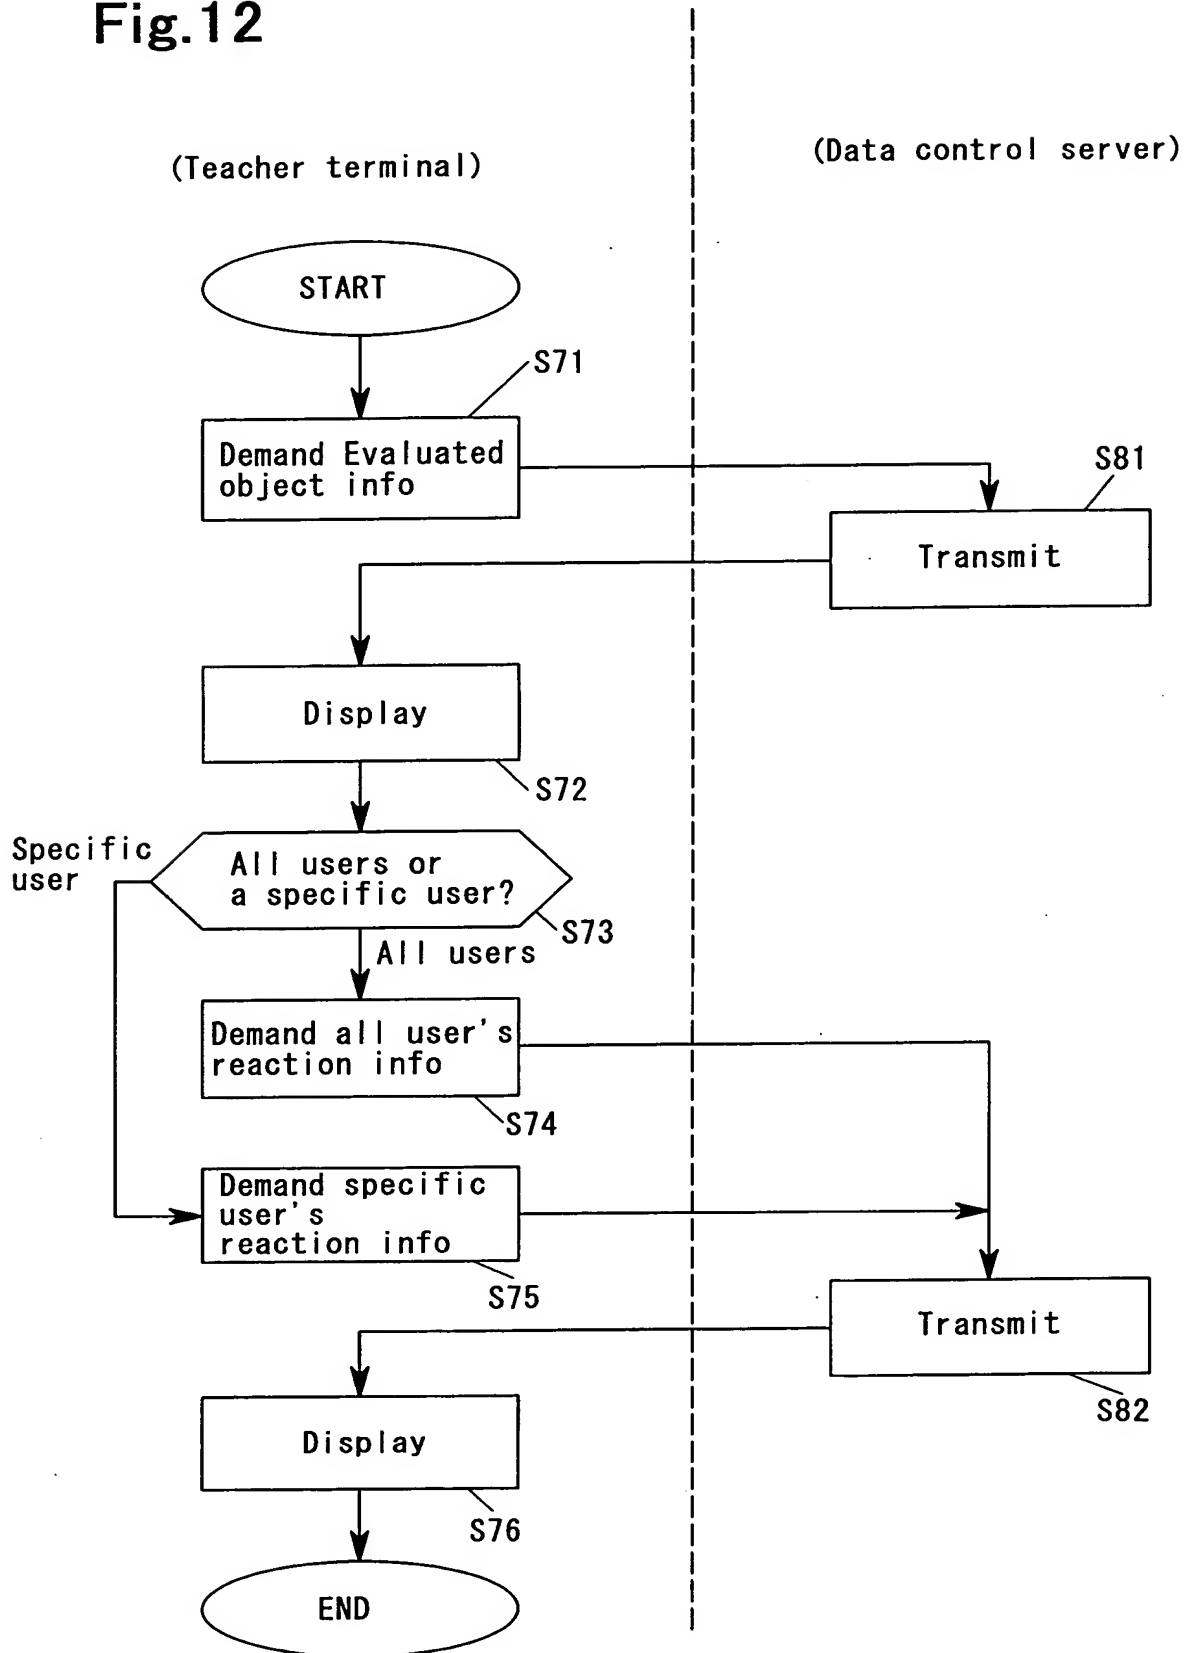 Fig.12
(Teacher terminal)
(Data control server)
START
S71
Demand Evaluated
object info
S81
Transmit
Display
S72
Specific
user
All users or
a specific user?
S73
All users
Demand all user's
reaction info
S74
Demand specific
user's
reaction info
S75
Transmit
S82
Display
S76
END